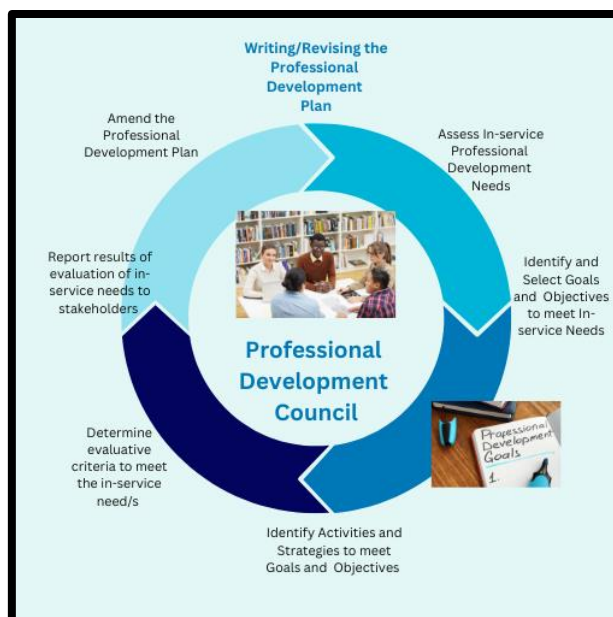 Writing/Revising the
Professional
Development
Plan
Amend the
Professional
Development Plan
Assess In-service
Professional
Development
Needs
Report results of
evaluation of in-
service needs to
stakeholders
Identify and
Select Goals
and Objectives
to meet In-
service Needs
Professional
Development
Council
Professional
Development
Goals
1.
Determine
evaluative
criteria to meet
the in-service
need/s
Identify Activities and
Strategies to meet
Goals and Objectives